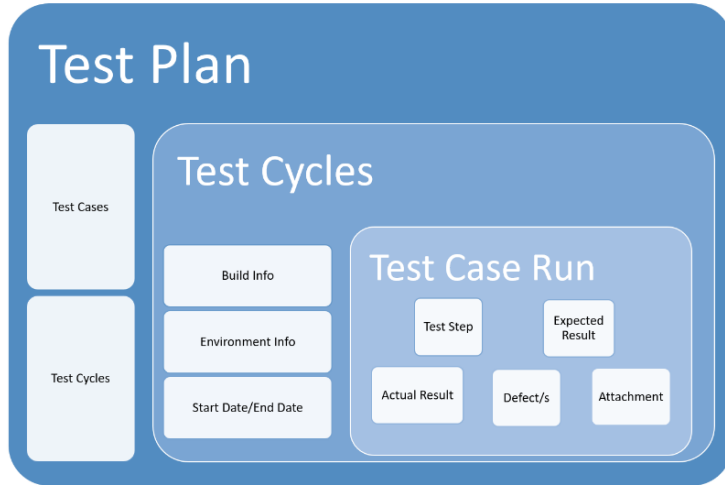 Test Plan
Test Cases
Test Cycles
Test Cycles
Build Info
Environment Info
Start Date/End Date
Test Case Run
Test Step
Expected
Result
Actual Result
Defect/s
Attachment